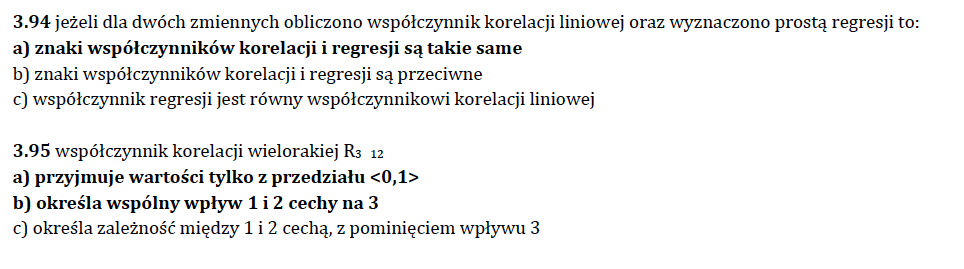 3.94 jeżeli dla dwóch zmiennych obliczono współczynnik korelacji liniowej oraz wyznaczono prostą regresji to:
a) znaki współczynników korelacji i regresji są takie same
b) znaki współczynników korelacji i regresji są przeciwne
c) współczynnik regresji jest równy współczynnikowi korelacji liniowej
3.95 współczynnik korelacji wielorakiej R₃ ₁₂
a) przyjmuje wartości tylko z przedziału <0,1>
b) określa wspólny wpływ 1 i 2 cechy na 3
c) określa zależność między 1 i 2 cechą, z pominięciem wpływu 3